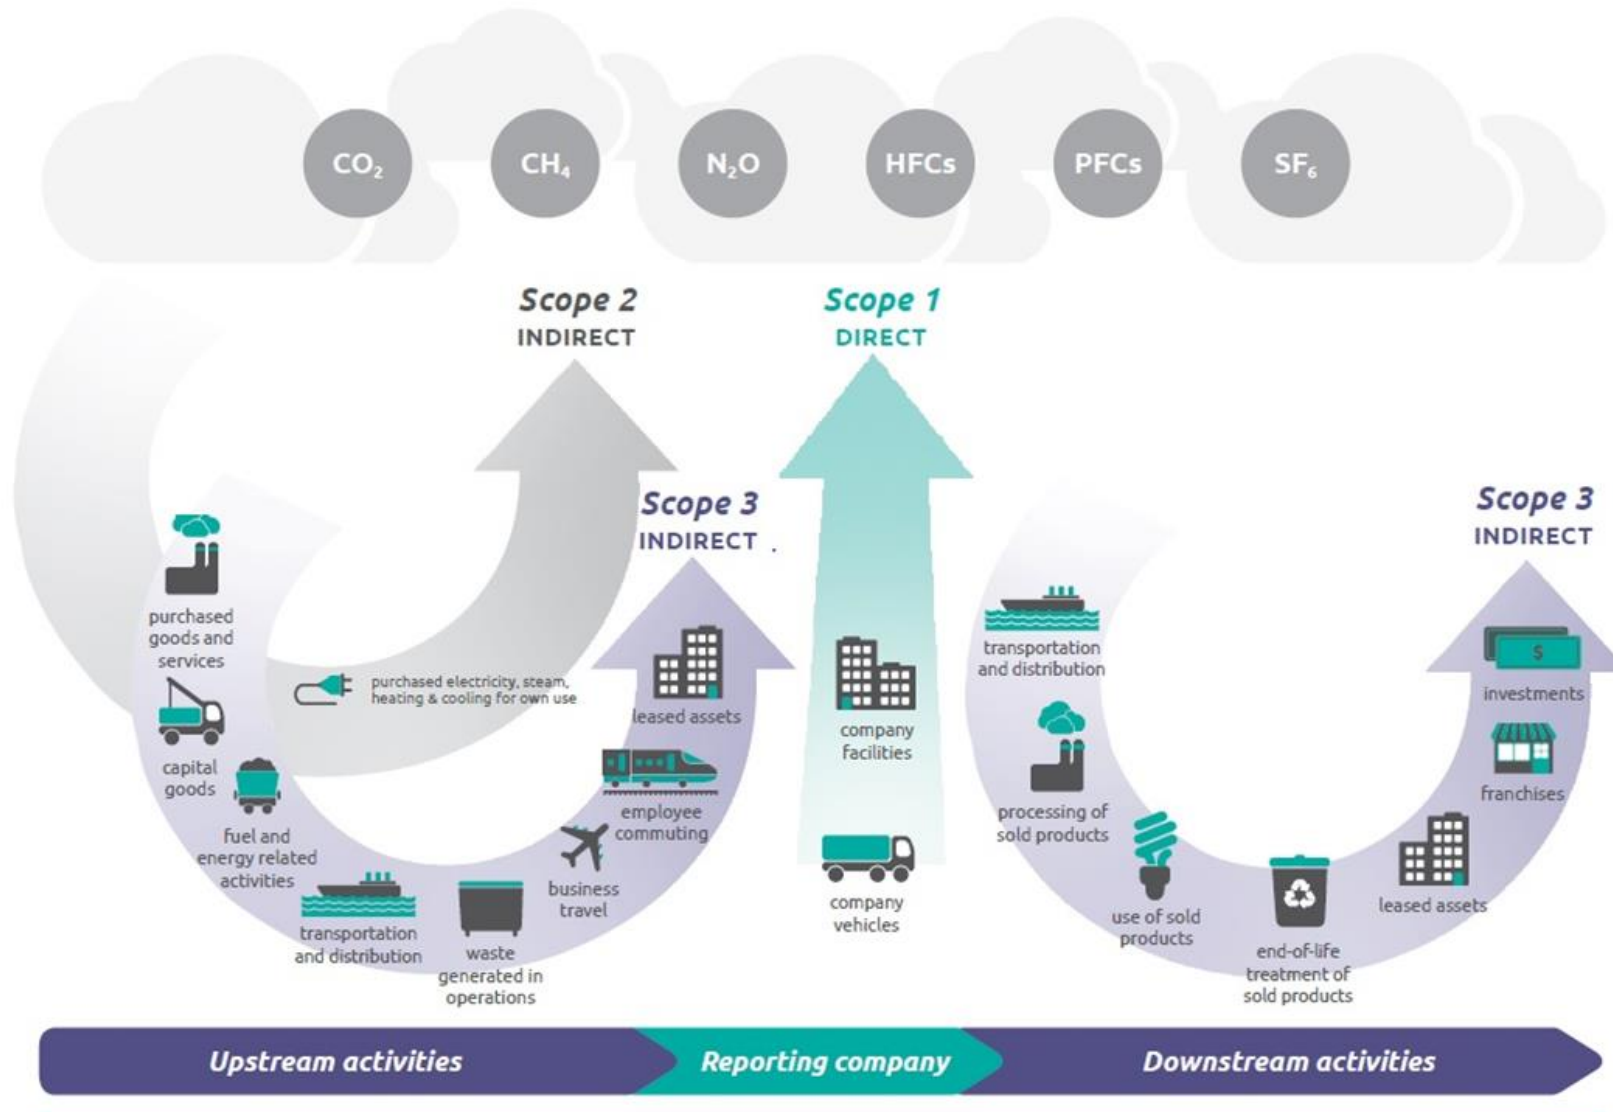 CO₂
CH₄
N₂O
HFCs
PFCs
SF₆
Scope 2
INDIRECT
Scope 1
DIRECT
Scope 3
INDIRECT .
Scope 3
INDIRECT
purchased
goods and
services
capital
goods
fuel and
energy related
activities
transportation
and distribution
waste
generated in
operations
business
travel
employee
commuting
leased assets
purchased electricity, steam,
heating & cooling for own use
company
facilities
company
vehicles
transportation
and distribution
processing of
sold products
use of sold
products
end-of-life
treatment of
sold products
leased assets
franchises
$
investments
Upstream activities
Reporting company
Downstream activities